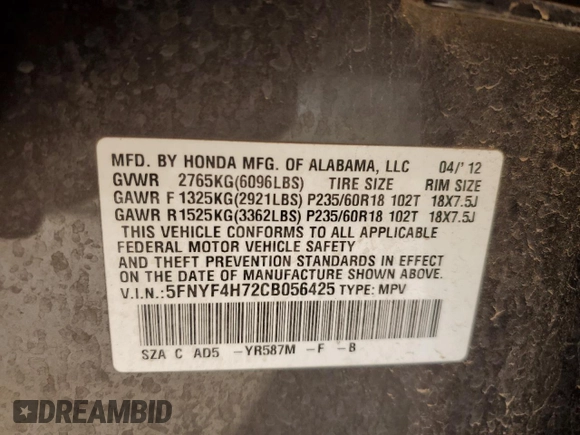 MFD. BY HONDA MFG. OF ALABAMA, LLC 04/'12
GVWR 2765KG(6096LBS) TIRE SIZE RIM SIZE
GAWR F 1325KG(2921LBS) P235/60R18 102T 18X7.5J
GAWR R1525KG(3362LBS) P235/60R18 102T 18X7.5J
THIS VEHICLE CONFORMS TO ALL APPLICABLE
FEDERAL MOTOR VEHICLE SAFETY
AND THEFT PREVENTION STANDARDS IN EFFECT
ON THE DATE OF MANUFACTURE SHOWN ABOVE.
V.I.N.:5FNYF4H72CB056425 TYPE: MPV
SZA C AD5 -YR587M -F -B
DREAMBID